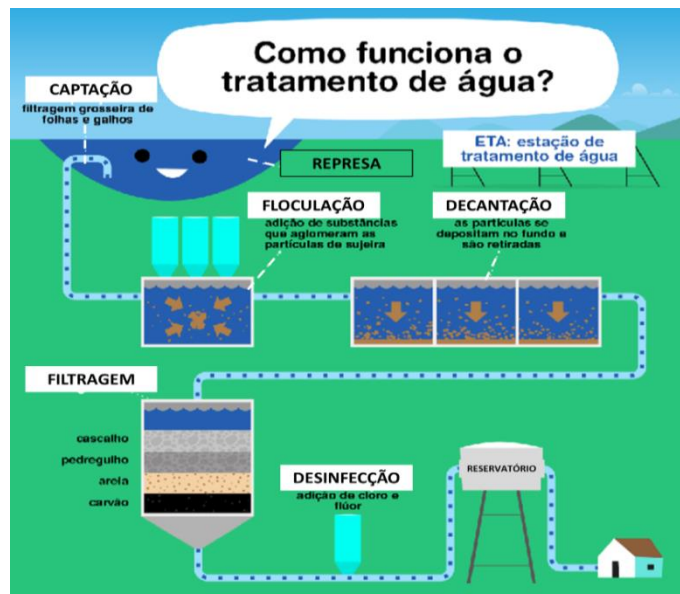 Como funciona o
tratamento de água?
CAPTAÇÃO
filtragem grosseira de
folhas e galhos
REPRESA
ETA: estação de
tratamento de água
FLOCULAÇÃO
adição de substâncias
que aglomeram as
partículas de sujeira
DECANTAÇÃO
as partículas se
depositam no fundo e
são retiradas
FILTRAGEM
cascalho
pedregulho
areia
carvão
DESINFECÇÃO
adição de cloro e
flúor
RESERVATÓRIO